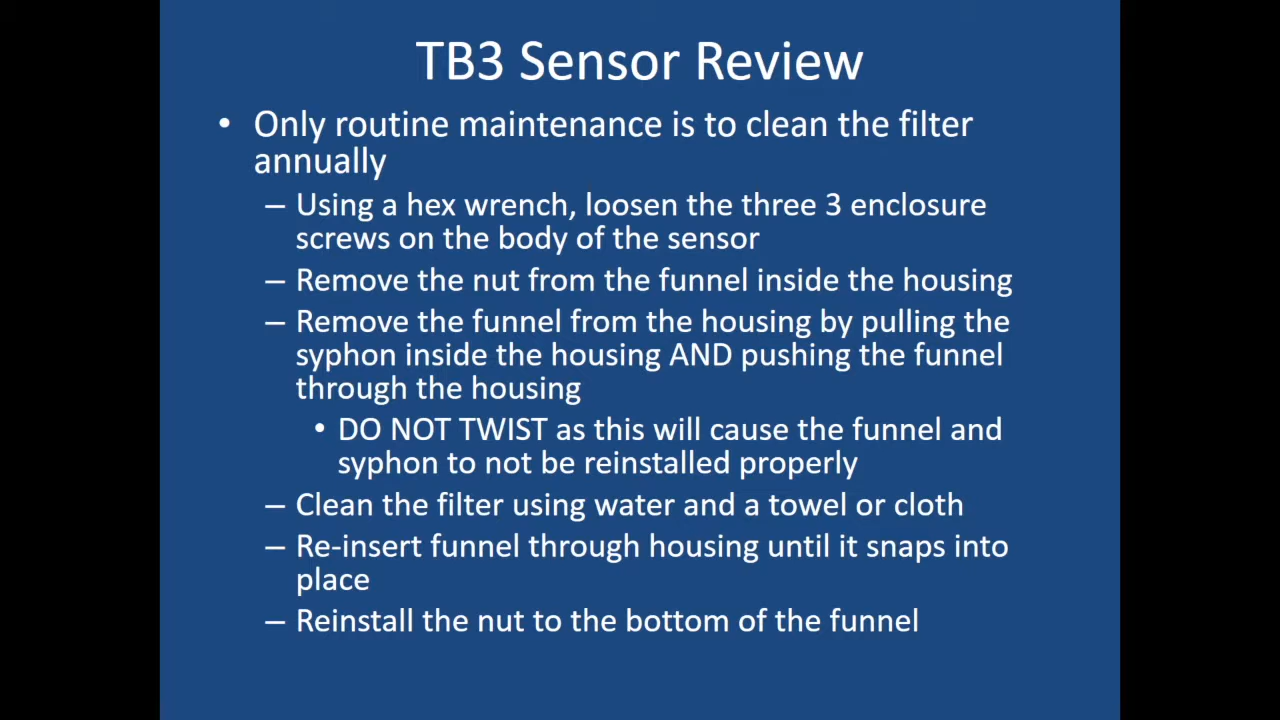 TB3 Sensor Review
• Only routine maintenance is to clean the filter
annually
– Using a hex wrench, loosen the three 3 enclosure
screws on the body of the sensor
– Remove the nut from the funnel inside the housing
– Remove the funnel from the housing by pulling the
syphon inside the housing AND pushing the funnel
through the housing
• DO NOT TWIST as this will cause the funnel and
syphon to not be reinstalled properly
– Clean the filter using water and a towel or cloth
– Re-insert funnel through housing until it snaps into
place
– Reinstall the nut to the bottom of the funnel